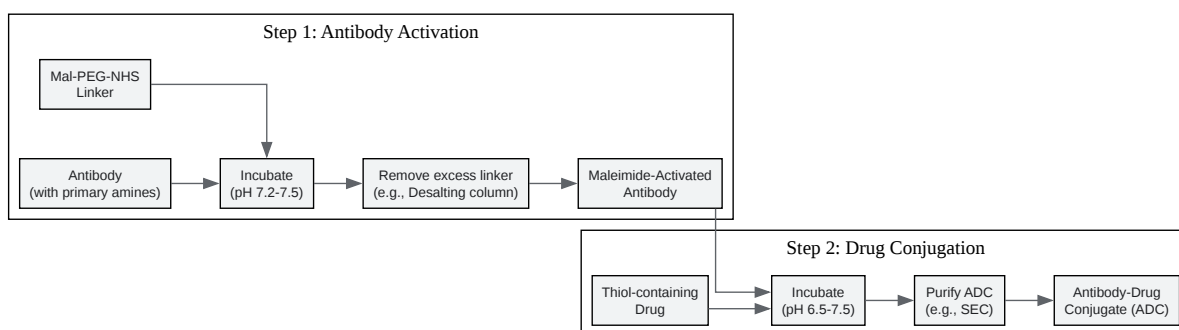 Step 1: Antibody Activation
Mal-PEG-NHS
Linker
Antibody
(with primary amines)
Incubate
(pH 7.2-7.5)
Remove excess linker
(e.g., Desalting column)
Maleimide-Activated
Antibody
Step 2: Drug Conjugation
Thiol-containing
Drug
Incubate
(pH 6.5-7.5)
Purify ADC
(e.g., SEC)
Antibody-Drug
Conjugate (ADC)